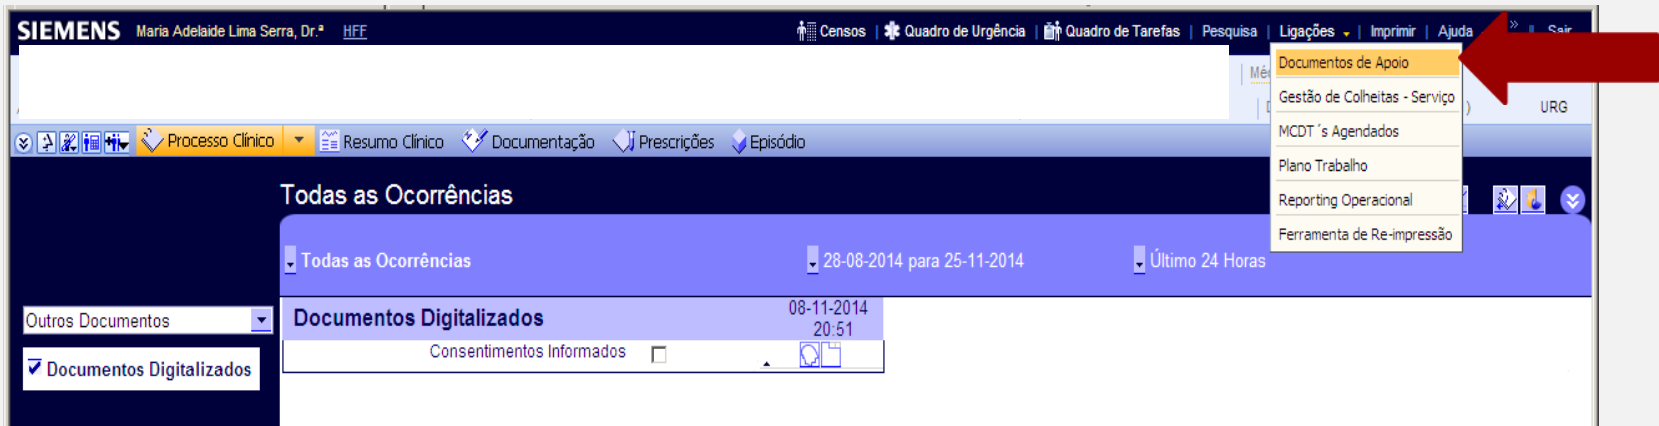 SIEMENS Maria Adelaide Lima Serra, Dr.ª HFF Censos | Quadro de Urgência | Quadro de Tarefas | Pesquisa | Ligações | Imprimir | Ajuda » | Sair
Documentos de Apoio
Gestão de Colheitas - Serviço
URG
MCDT ´s Agendados
Processo Clínico Resumo Clínico Documentação Prescrições Episódio
Plano Trabalho
Todas as Ocorrências
Reporting Operacional
Ferramenta de Re-impressão
Todas as Ocorrências 28-08-2014 para 25-11-2014 Último 24 Horas
Outros Documentos
Documentos Digitalizados 08-11-2014
20:51
Consentimentos Informados
Documentos Digitalizados